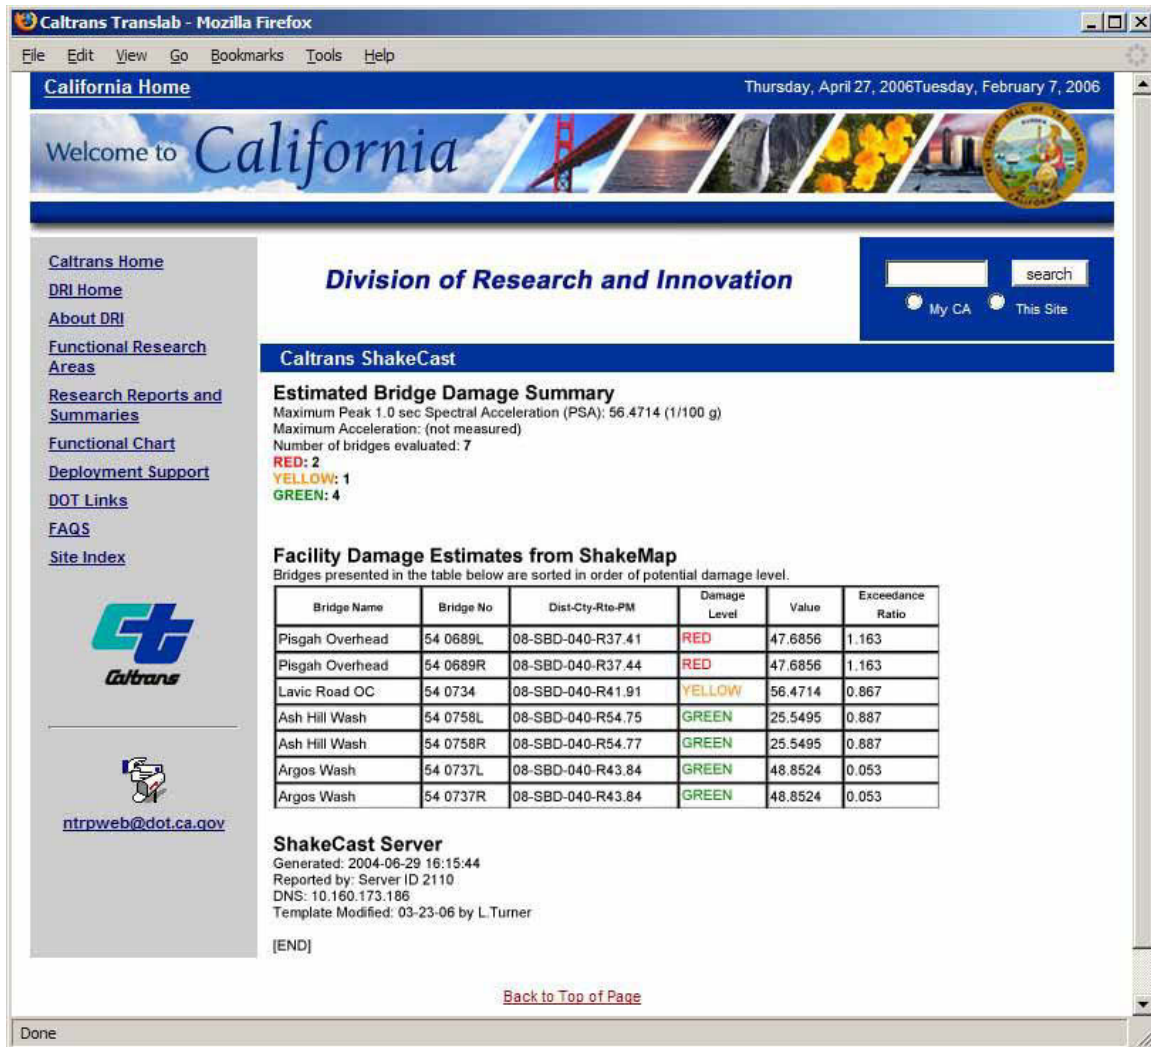 Caltrans Translab - Mozilla Firefox
File Edit View Go Bookmarks Tools Help
California Home
Thursday, April 27, 2006Tuesday, February 7, 2006
Welcome to California
Caltrans Home
DRI Home
About DRI
Functional Research
Areas
Research Reports and
Summaries
Functional Chart
Deployment Support
DOT Links
FAQS
Site Index
Caltrans
ntrpweb@dot.ca.gov
Division of Research and Innovation
search
My CA This Site
Caltrans ShakeCast
Estimated Bridge Damage Summary
Maximum Peak 1.0 sec Spectral Acceleration (PSA): 56.4714 (1/100 g)
Maximum Acceleration: (not measured)
Number of bridges evaluated: 7
RED: 2
YELLOW: 1
GREEN: 4
Facility Damage Estimates from ShakeMap
Bridges presented in the table below are sorted in order of potential damage level.
Bridge Name Bridge No Dist-Cty-Rte-PM Damage Level Value Exceedance Ratio
Pisgah Overhead 54 0689L 08-SBD-040-R37.41 RED 47.6856 1.163
Pisgah Overhead 54 0689R 08-SBD-040-R37.44 RED 47.6856 1.163
Lavic Road OC 54 0734 08-SBD-040-R41.91 YELLOW 56.4714 0.867
Ash Hill Wash 54 0758L 08-SBD-040-R54.75 GREEN 25.5495 0.887
Ash Hill Wash 54 0758R 08-SBD-040-R54.77 GREEN 25.5495 0.887
Argos Wash 54 0737L 08-SBD-040-R43.84 GREEN 48.8524 0.053
Argos Wash 54 0737R 08-SBD-040-R43.84 GREEN 48.8524 0.053
ShakeCast Server
Generated: 2004-06-29 16:15:44
Reported by: Server ID 2110
DNS: 10.160.173.186
Template Modified: 03-23-06 by L.Turner
[END]
Back to Top of Page
Done